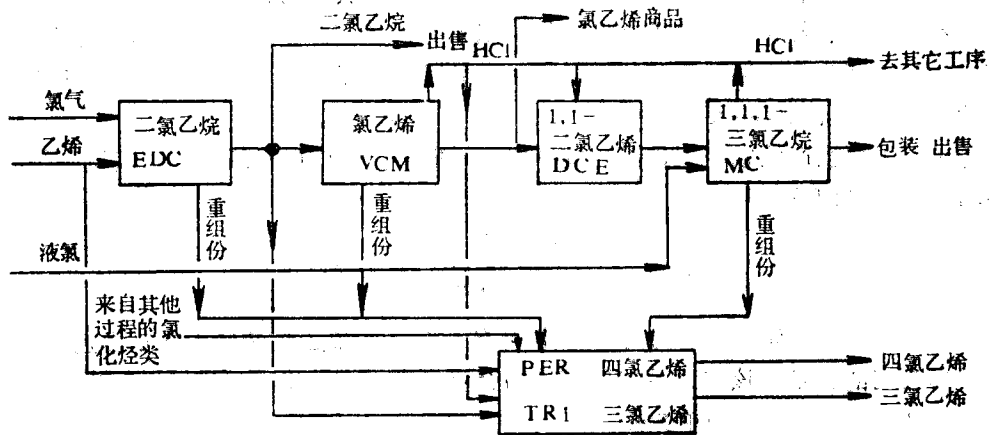 二氯乙烷
出售
氯乙烯商品
HCl
HCl
去其它工序
氯气
乙烯
二氯乙烷
EDC
氯乙烯
VCM
1,1-
二氯乙烯
DCE
1,1,1-
三氯乙烷
MC
包装 出售
重组份
重组份
重组份
液氯
来自其他
过程的氯
化烃类
PER 四氯乙烯
TRI 三氯乙烯
四氯乙烯
三氯乙烯